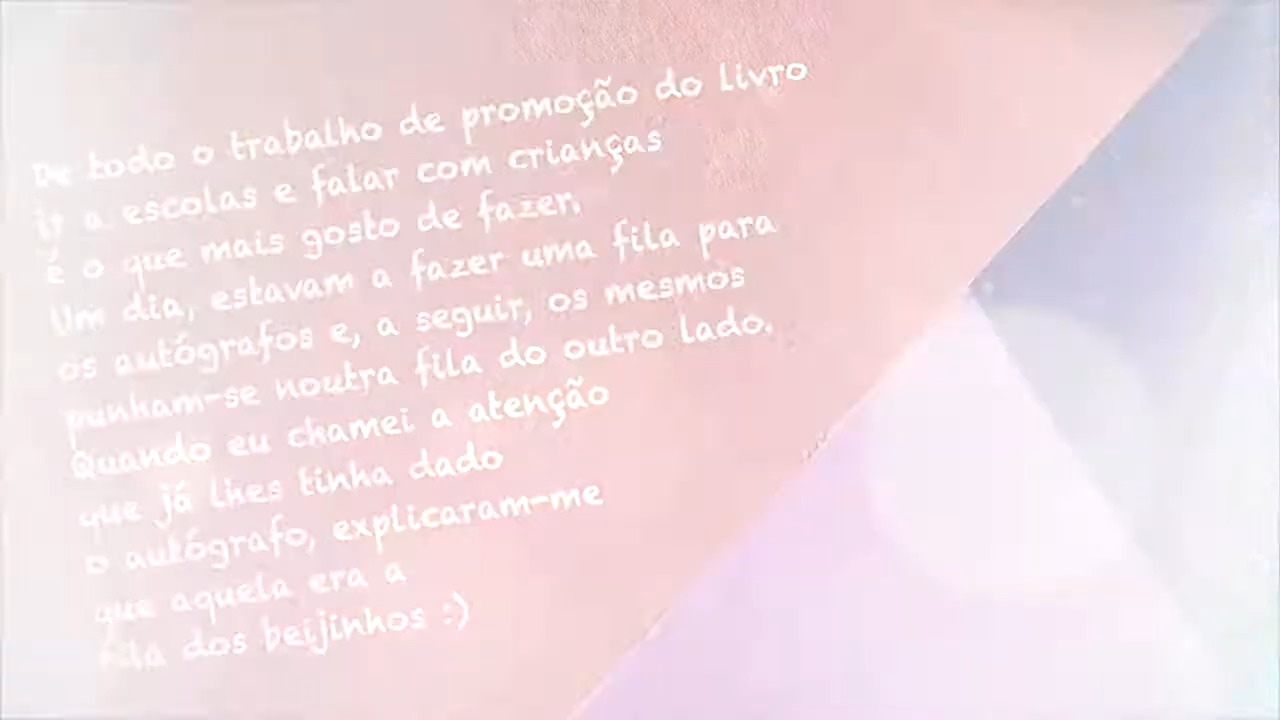 De todo o trabalho de promoção do livro
ir a escolas e falar com crianças
é o que mais gosto de fazer.
Um dia, estavam a fazer uma fila para
os autógrafos e, a seguir, os mesmos
punham-se noutra fila do outro lado.
Quando eu chamei a atenção
que já lhes tinha dado
o autógrafo, explicaram-me
que aquela era a
fila dos beijinhos :)